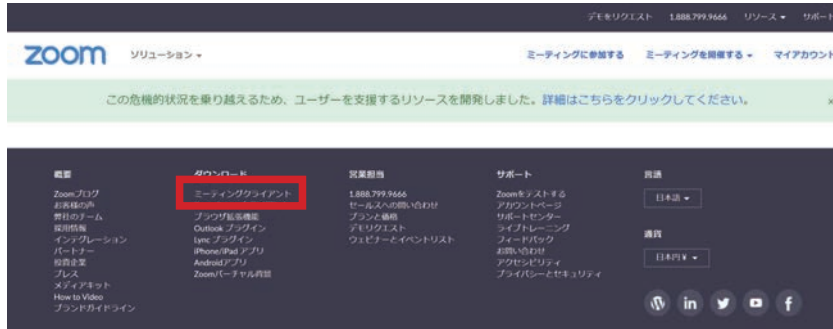 デモをリクエスト 1.888.799.9666 リソース サポート
zoom ソリューション ミーティングに参加する ミーティングを開催する マイアカウント
この危機的状況を乗り越えるため、ユーザーを支援するリソースを開発しました。詳細はこちらをクリックしてください。 ×
概要
Zoomブログ
お客様の声
弊社のチーム
採用情報
インテグレーション
パートナー
投資企業
プレス
メディアキット
How to Video
ブランドガイドライン
ダウンロード
ミーティングクライアント
ブラウザ拡張機能
Outlook プラグイン
Lync プラグイン
iPhone/iPad アプリ
Androidアプリ
Zoomバーチャル背景
営業担当
1.888.799.9666
セールスへの問い合わせ
プランと価格
デモリクエスト
ウェビナーとイベントリスト
サポート
Zoomをテストする
アカウントページ
サポートセンター
ライブトレーニング
フィードバック
お問い合わせ
アクセシビリティ
プライバシーとセキュリティ
言語
日本語
通貨
日本円 ¥
in
f